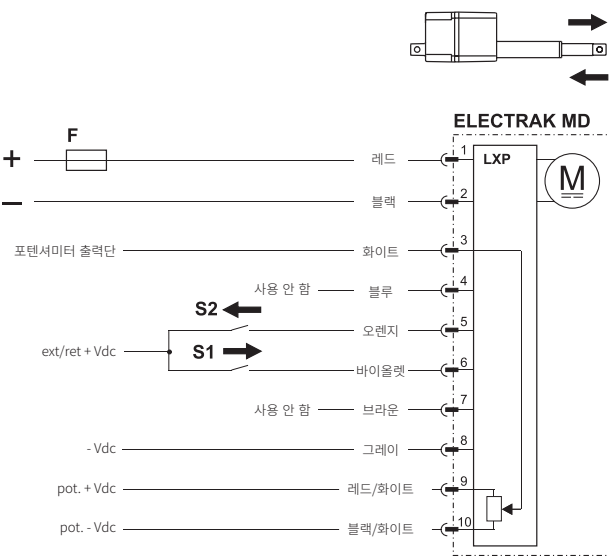 ELECTRAK MD
F
+ 레드 1 LXP
M
− 블랙 2
포텐셔미터 출력단 화이트 3
사용 안 함 블루 4
S2
오렌지 5
ext/ret + Vdc S1
바이올렛 6
사용 안 함 브라운 7
- Vdc 그레이 8
pot. + Vdc 레드/화이트 9
pot. - Vdc 블랙/화이트 10